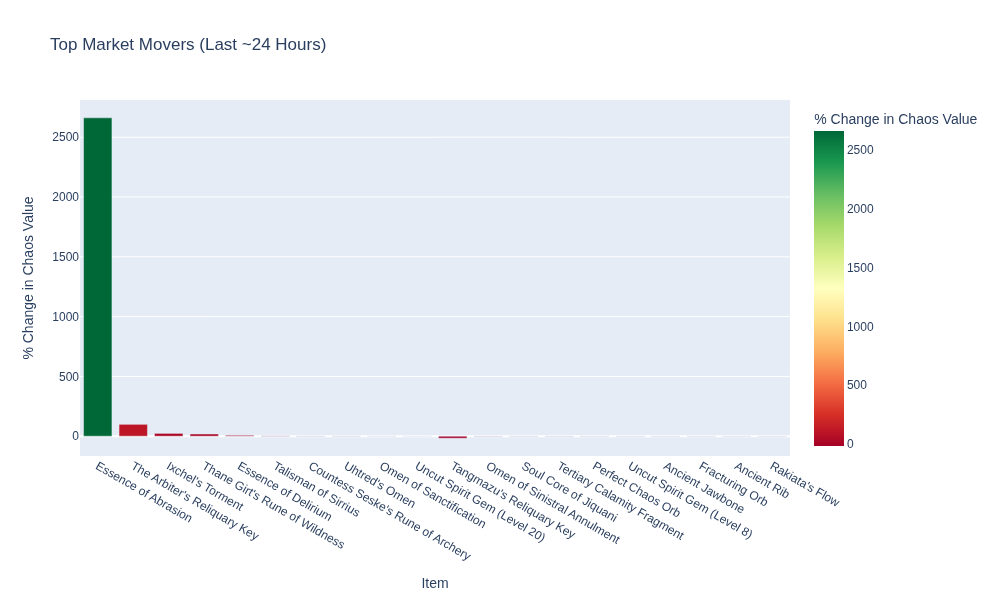 Top Market Movers (Last ~24 Hours)
% Change in Chaos Value
2500
2000
1500
1000
500
0
Essence of Abrasion
The Arbiter's Reliquary Key
Ixchel's Torment
Thane Girt's Rune of Wildness
Essence of Delirium
Talisman of Sirrius
Countess Seske's Rune of Archery
Uhtred's Omen
Omen of Sanctification
Uncut Spirit Gem (Level 20)
Tangmazu's Reliquary Key
Omen of Sinistral Annulment
Soul Core of Jiquani
Tertiary Calamity Fragment
Perfect Chaos Orb
Uncut Spirit Gem (Level 8)
Ancient Jawbone
Fracturing Orb
Ancient Rib
Rakiata's Flow
Item
% Change in Chaos Value
2500
2000
1500
1000
500
0